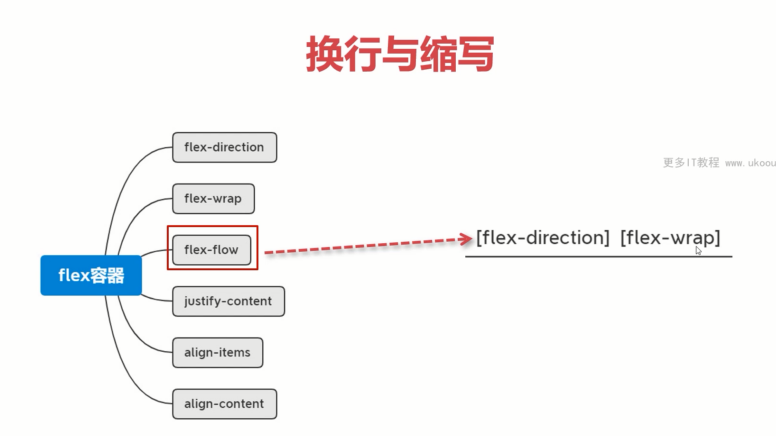 换行与缩写
更多IT教程 www.ukoou
flex-direction
flex-wrap
flex-flow
[flex-direction] [flex-wrap]
flex容器
justify-content
align-items
align-content